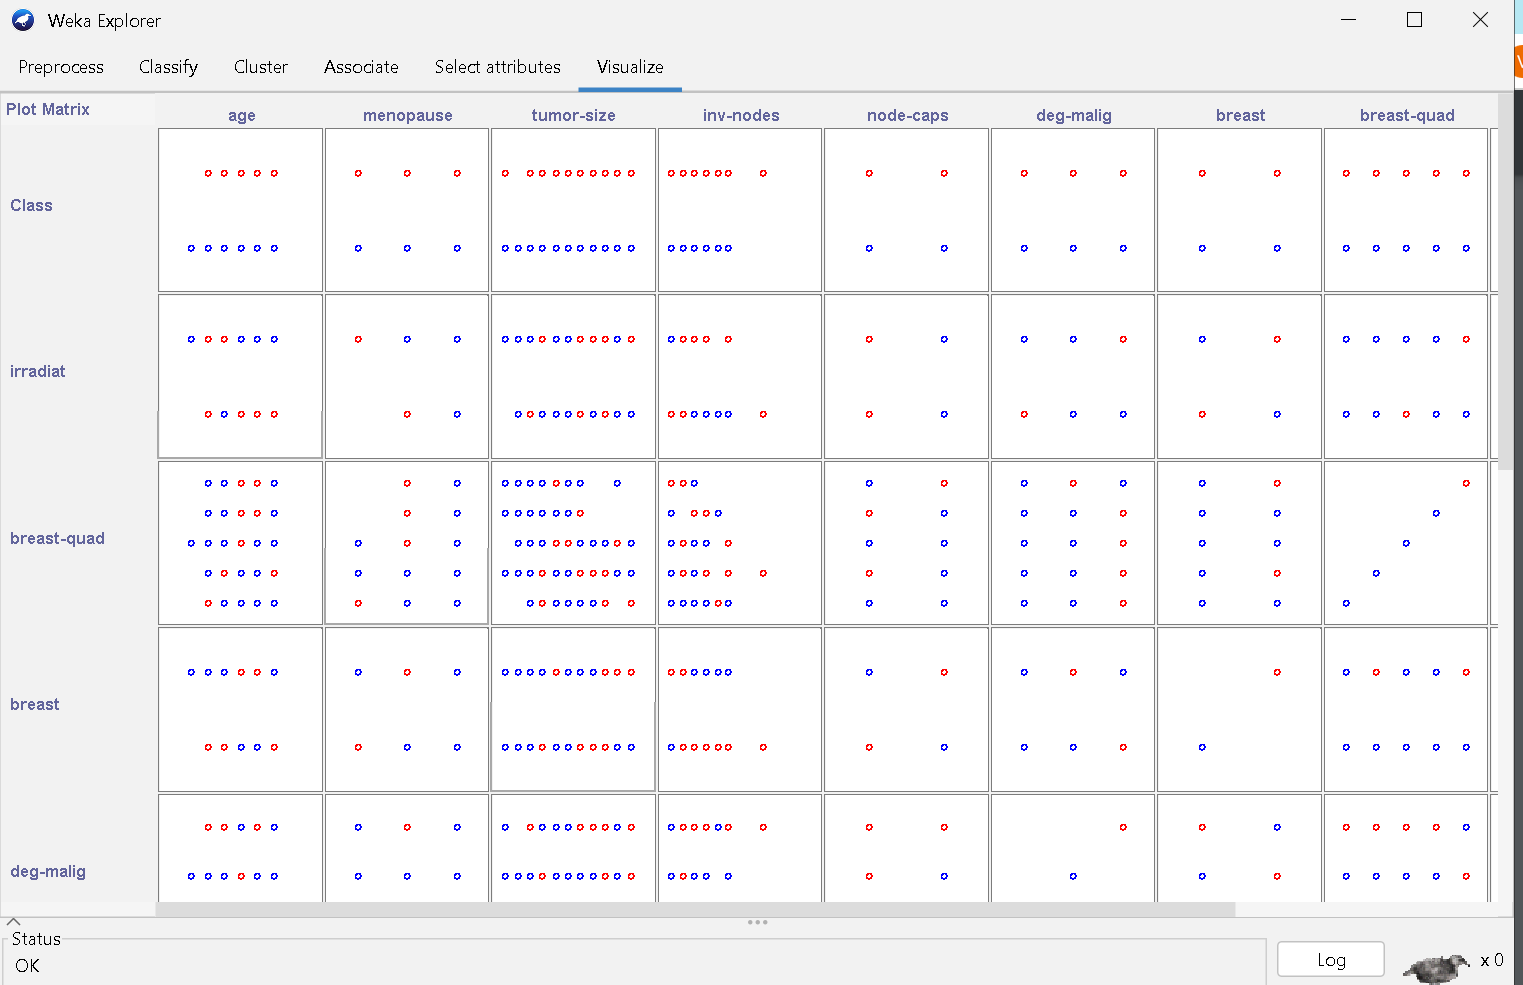 Weka Explorer
Preprocess Classify Cluster Associate Select attributes Visualize
Plot Matrix
age menopause tumor-size inv-nodes node-caps deg-malig breast breast-quad
Class
irradiat
breast-quad
breast
deg-malig
Status
OK
Log
x 0